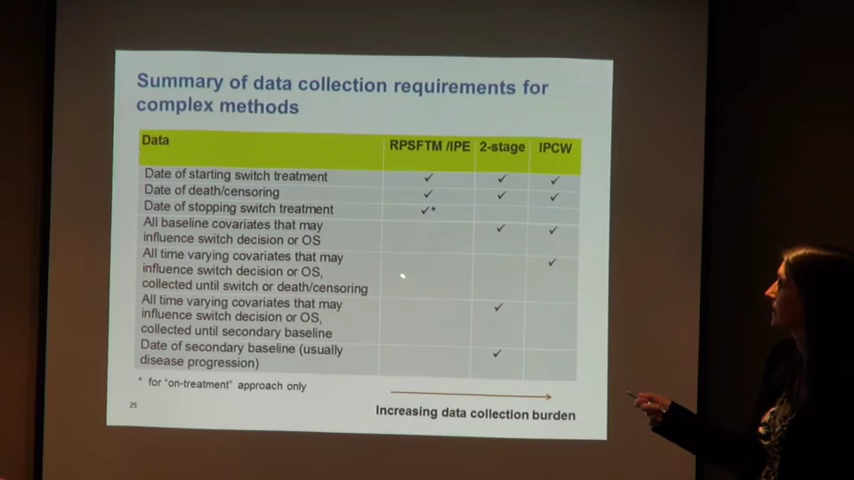 Summary of data collection requirements for
complex methods
Data RPSFTM /IPE 2-stage IPCW
Date of starting switch treatment ✓ ✓ ✓
Date of death/censoring ✓ ✓ ✓
Date of stopping switch treatment ✓*
All baseline covariates that may
influence switch decision or OS ✓ ✓
All time varying covariates that may
influence switch decision or OS, ✓
collected until switch or death/censoring
All time varying covariates that may
influence switch decision or OS, ✓
collected until secondary baseline
Date of secondary baseline (usually
disease progression) ✓
* for "on-treatment" approach only
Increasing data collection burden
25